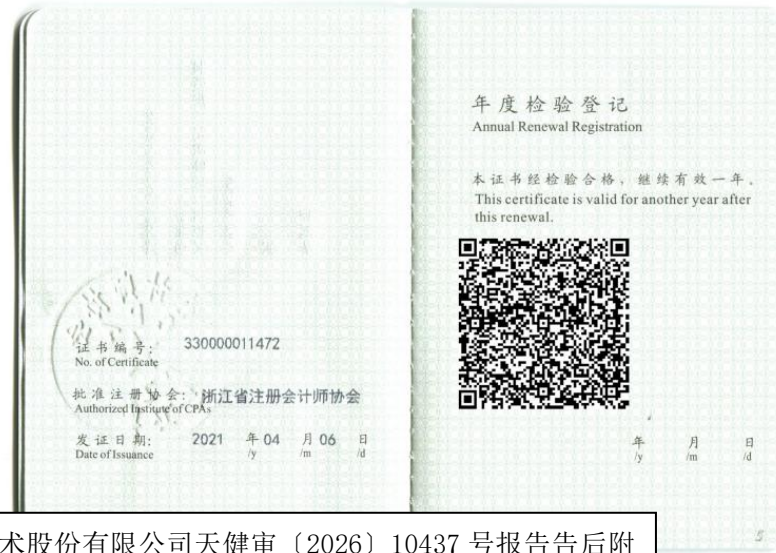 证书编号: 330000011472
No. of Certificate
批准注册协会: 浙江省注册会计师协会
Authorized Institute of CPAs
发证日期: 2021 年 04 月 06 日
Date of Issuance /y /m /d
年度检验登记
Annual Renewal Registration
本证书经检验合格，继续有效一年。
This certificate is valid for another year after
this renewal.
年 月 日
/y /m /d
5
术股份有限公司天健审〔2026〕10437 号报告告后附